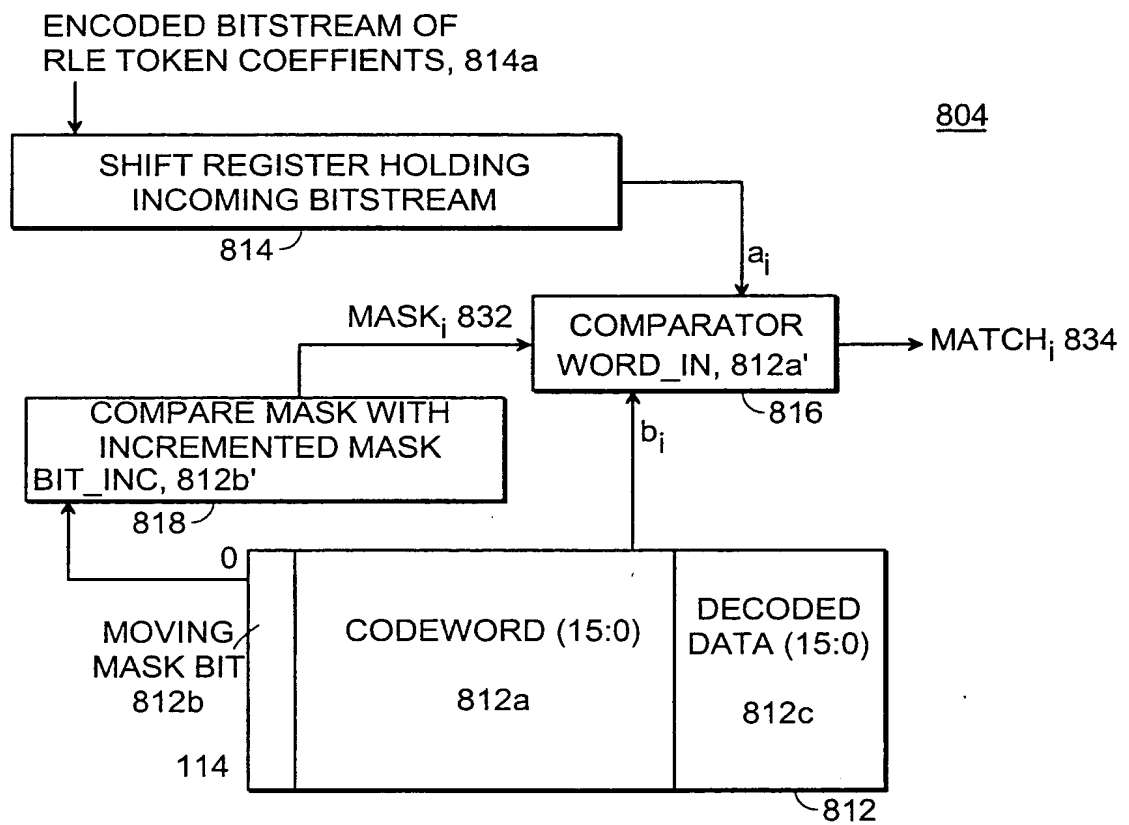 ENCODED BITSTREAM OF
RLE TOKEN COEFFIENTS, 814a
804
SHIFT REGISTER HOLDING
INCOMING BITSTREAM
814
ai
MASKi 832
COMPARATOR
WORD_IN, 812a'
MATCHi 834
816
COMPARE MASK WITH
INCREMENTED MASK
BIT_INC, 812b'
bi
818
0
MOVING
MASK BIT
812b
CODEWORD (15:0)
812a
DECODED
DATA (15:0)
812c
114
812